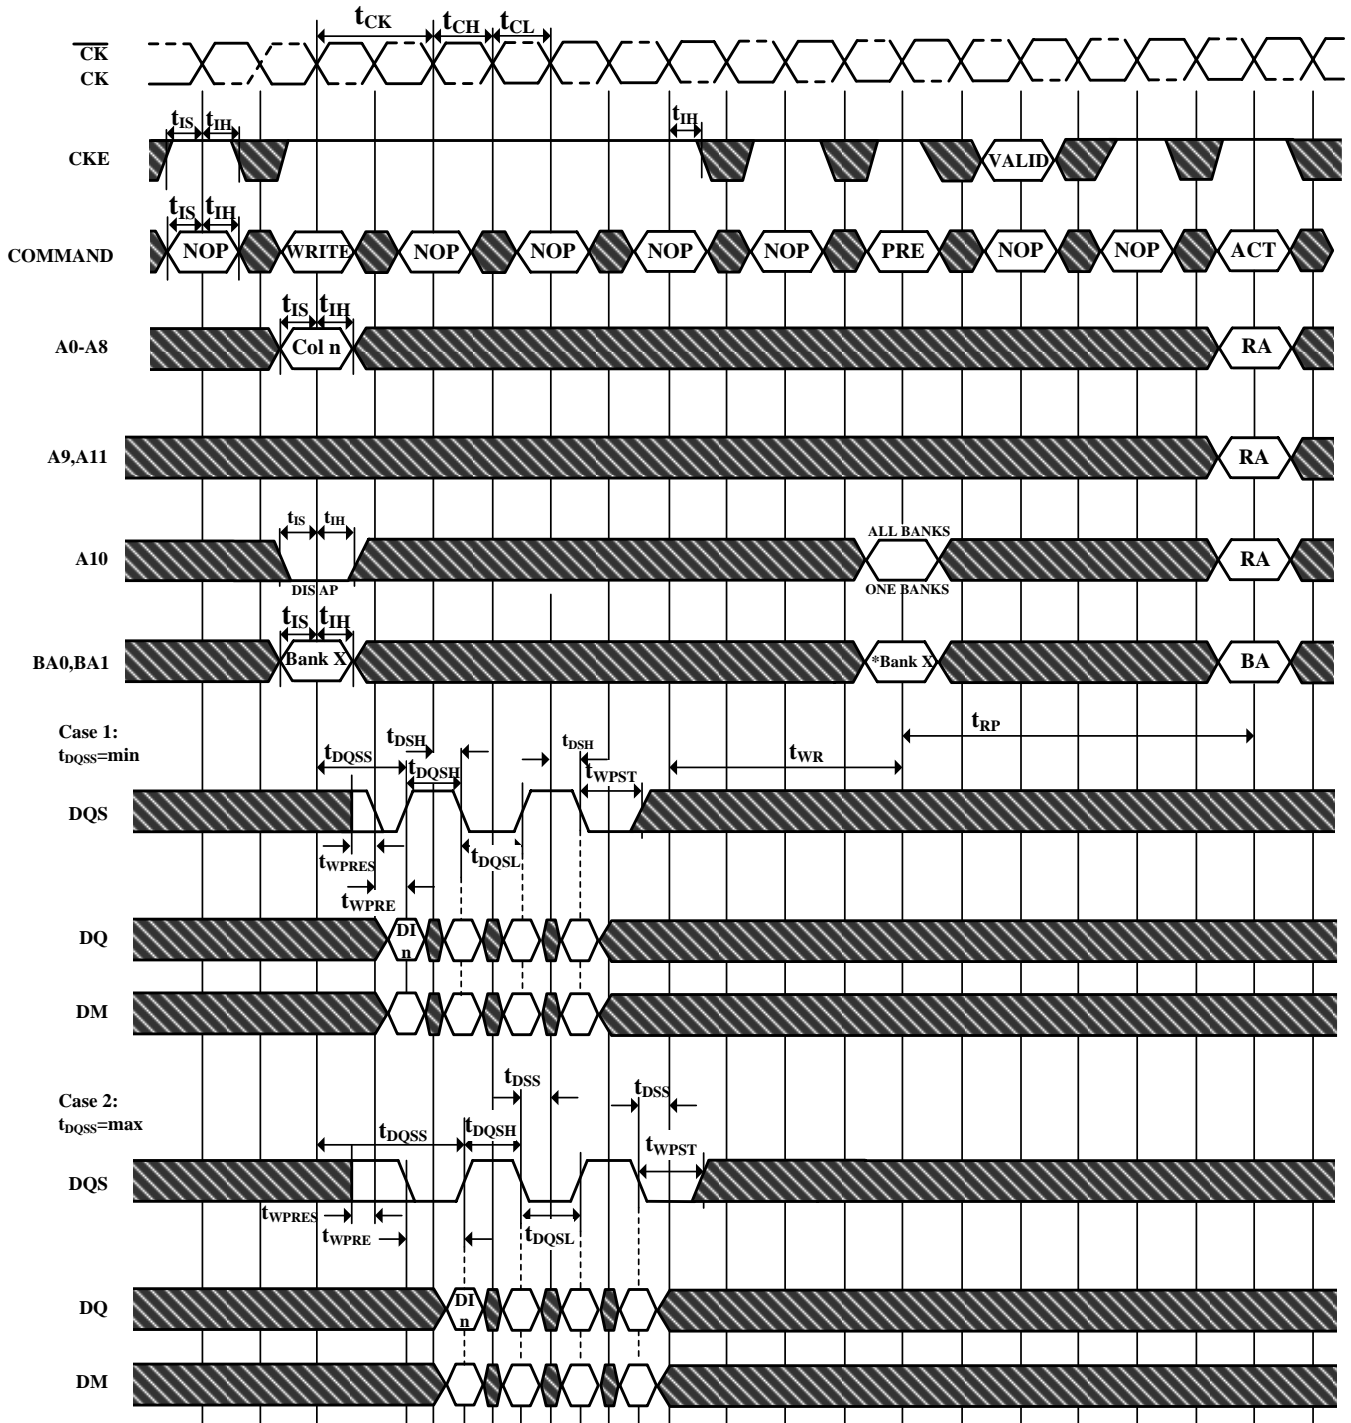 tCK tCH tCL
CK
CK
tIS tIH tIH
CKE VALID
tIS tIH
COMMAND NOP WRITE NOP NOP NOP NOP PRE NOP NOP ACT
tIS tIH
A0-A8 Col n RA
A9,A11 RA
tIS tIH ALL BANKS
A10 RA
DIS AP ONE BANKS
tIS tIH
BA0,BA1 Bank X *Bank X BA
Case 1:
tDQSS=min
tDSH tDSH tRP
tDQSS tWR
tDQSH tWPST
DQS
tWPRES tDQSL
tWPRE
DQ DI
n
DM
tDSS tDSS
Case 2:
tDQSS=max
tDQSS tDQSH
tWPST
DQS
tWPRES
tWPRE tDQSL
DQ DI
n
DM